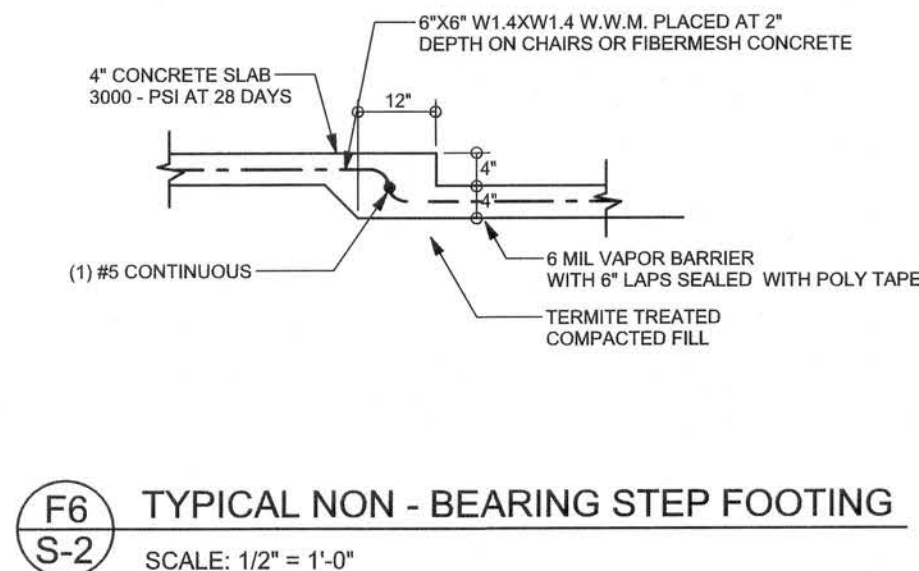 6"X6" W1.4XW1.4 W.W.M. PLACED AT 2"
DEPTH ON CHAIRS OR FIBERMESH CONCRETE
4" CONCRETE SLAB
3000 - PSI AT 28 DAYS
12"
4"
4"
(1) #5 CONTINUOUS
6 MIL VAPOR BARRIER
WITH 6" LAPS SEALED WITH POLY TAPE
TERMITE TREATED
COMPACTED FILL
F6
S-2
TYPICAL NON - BEARING STEP FOOTING
SCALE: 1/2" = 1'-0"